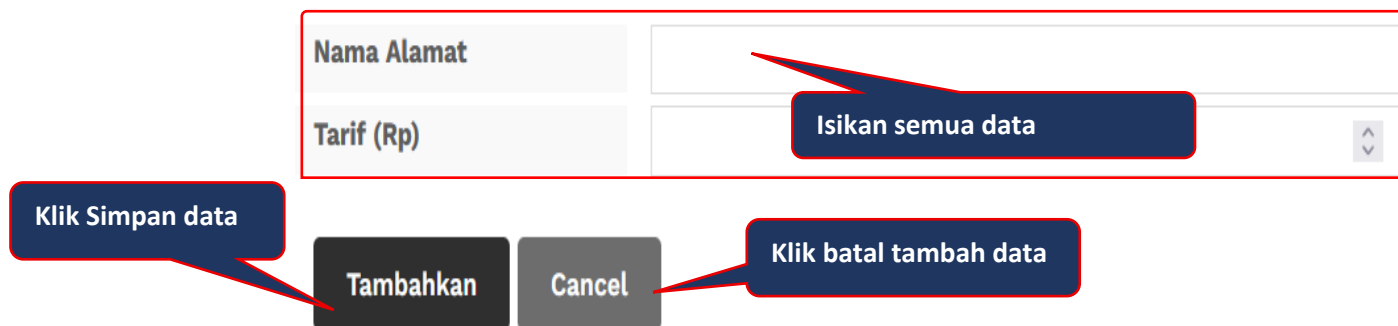 Nama Alamat
Isikan semua data
Tarif (Rp)
Klik Simpan data
Klik batal tambah data
Tambahkan
Cancel